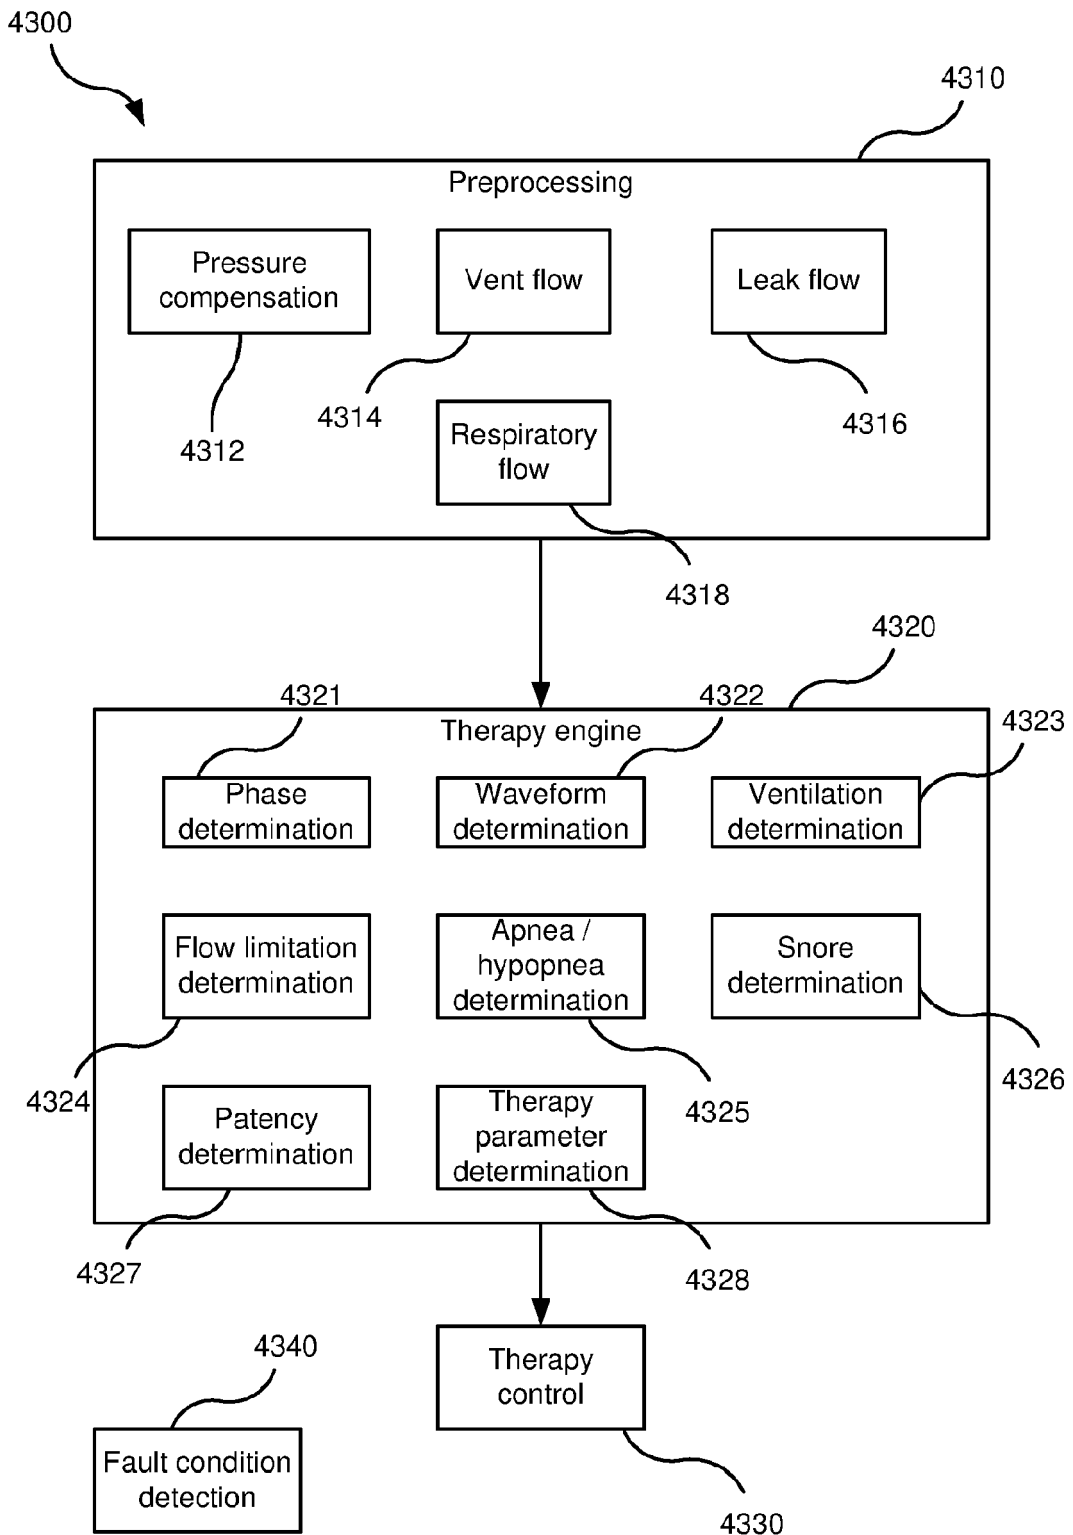 4300
4310
Preprocessing
Pressure
compensation
Vent flow
Leak flow
4312
4314
4316
Respiratory
flow
4318
4320
4321
4322
4323
Therapy engine
Phase
determination
Waveform
determination
Ventilation
determination
Flow limitation
determination
Apnea /
hypopnea
determination
Snore
determination
4324
4325
4326
Patency
determination
Therapy
parameter
determination
4327
4328
4340
Therapy
control
Fault condition
detection
4330